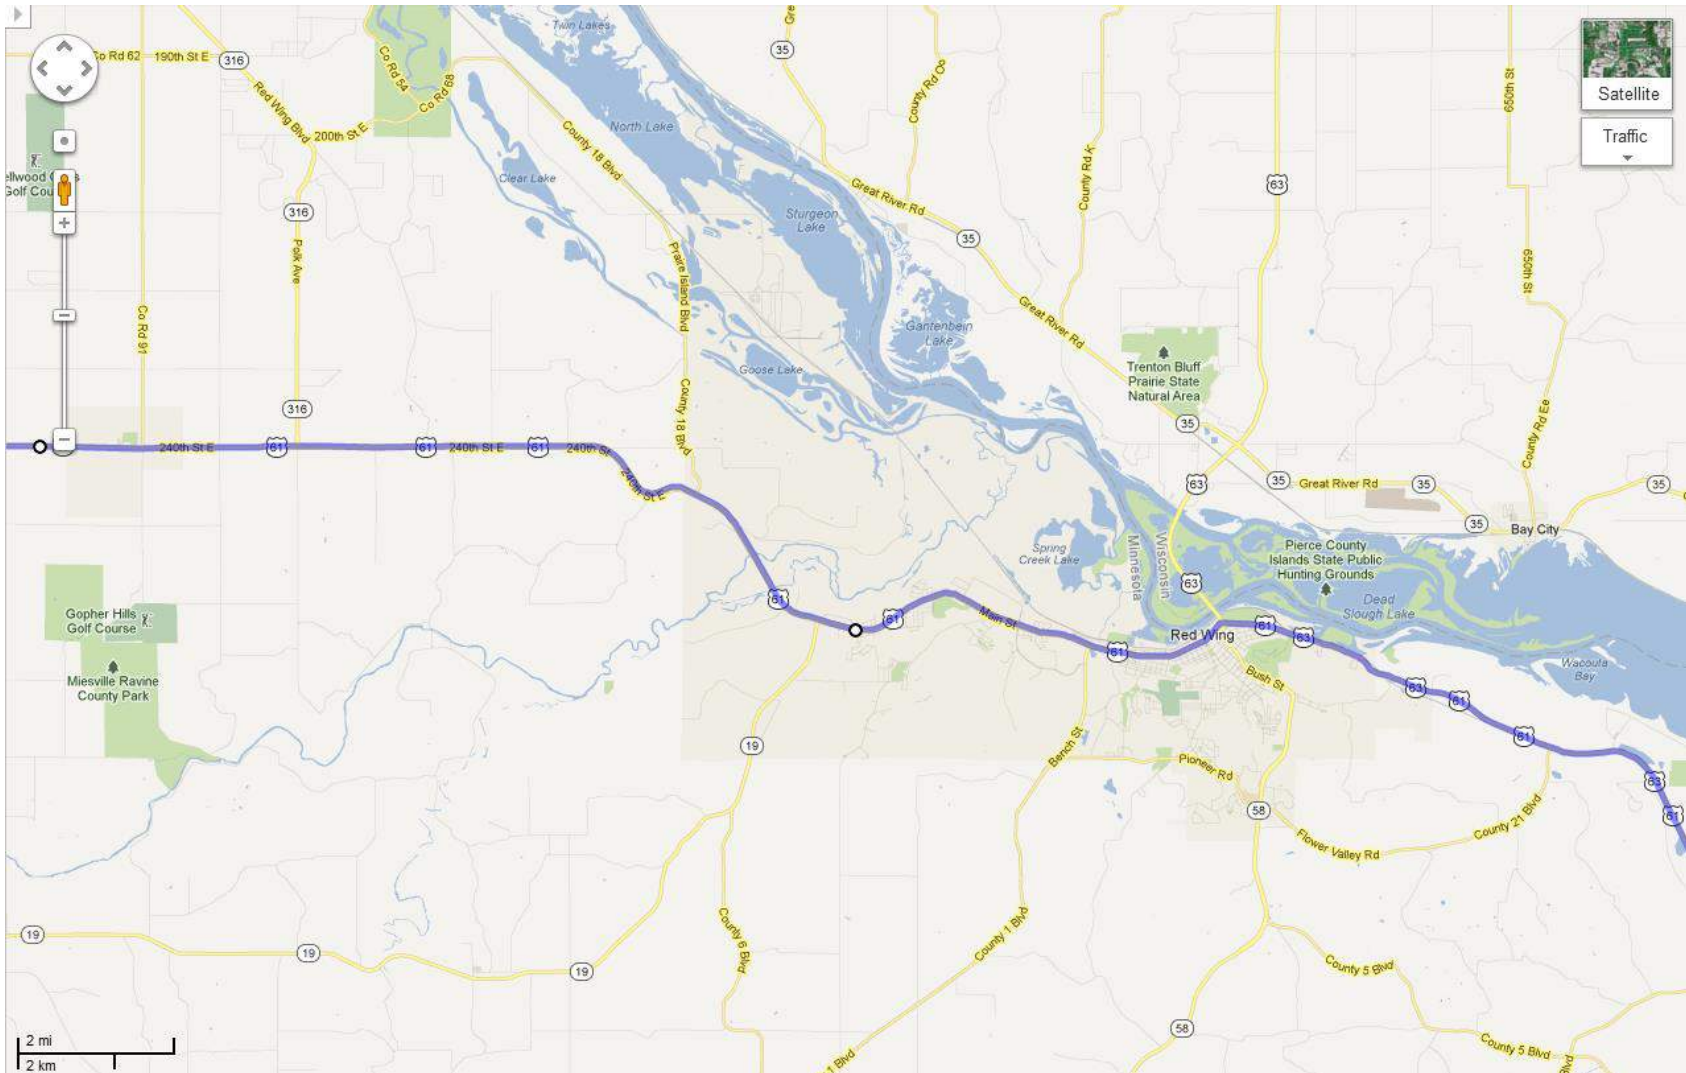 Twin Lakes
Gre
35
Co Rd 62
190th St E
316
Co Rd 54
Co Rd 68
County Rd Oo
650th St
Satellite
Traffic
Red Wing Blvd
200th St E
North Lake
County 18 Blvd
Clear Lake
Golf Cou
316
Great River Rd
County Rd K
63
Sturgeon
Lake
35
Polk Ave
Praire Island Blvd
650th St
Co Rd 91
Great River Rd
Gantenbein
Lake
Goose Lake
Trenton Bluff
Prairie State
Natural Area
316
County 18 Blvd
35
County Rd Ee
240th St E
61
61
240th St E
61
240th St
240th St E
63
35
Great River Rd
35
35
35
Bay City
Spring
Creek Lake
Minnesota
Wisconsin
Pierce County
Islands State Public
Hunting Grounds
63
Dead
Slough Lake
Gopher Hills
Golf Course
61
61
Main St
61
Red Wing
61
63
Wacouta
Bay
Miesville Ravine
County Park
Bush St
63
61
61
19
Bench St
Pioneer Rd
63
61
58
County 21 Blvd
Flower Valley Rd
19
19
19
County 6 Blvd
County 1 Blvd
County 5 Blvd
58
County 5 Blvd
1 Blvd
Blvd
2 mi
2 km